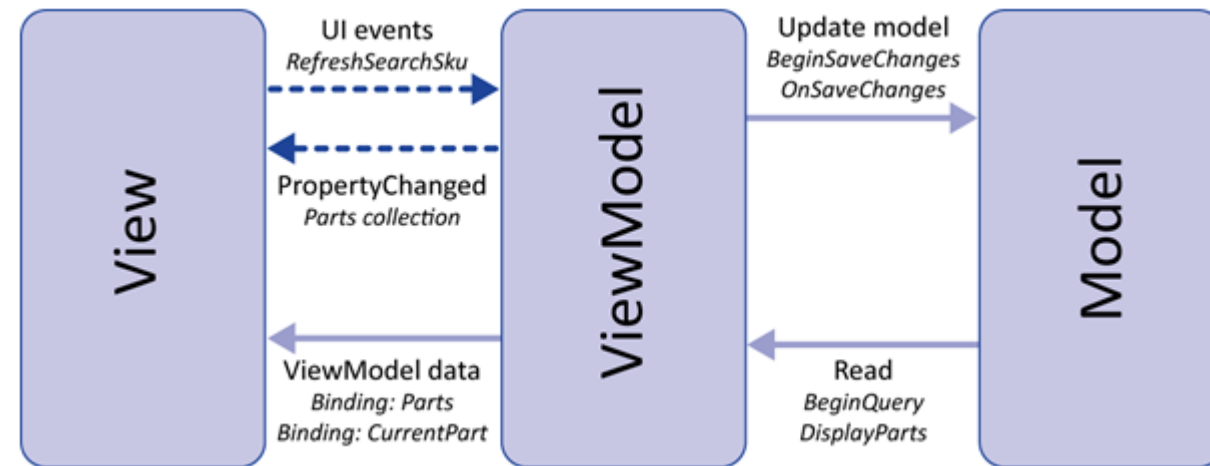 View
UI events
RefreshSearchSku
PropertyChanged
Parts collection
ViewModel data
Binding: Parts
Binding: CurrentPart
ViewModel
Update model
BeginSaveChanges
OnSaveChanges
Read
BeginQuery
DisplayParts
Model